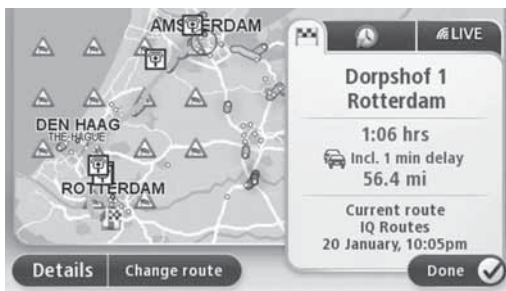 AMSTERDAM
DEN HAAG
THE HAGUE
ROTTERDAM
LIVE
Dorpshof 1
Rotterdam
1:06 hrs
Incl. 1 min delay
56.4 mi
Current route
IQ Routes
20 January, 10:05pm
Details
Change route
Done